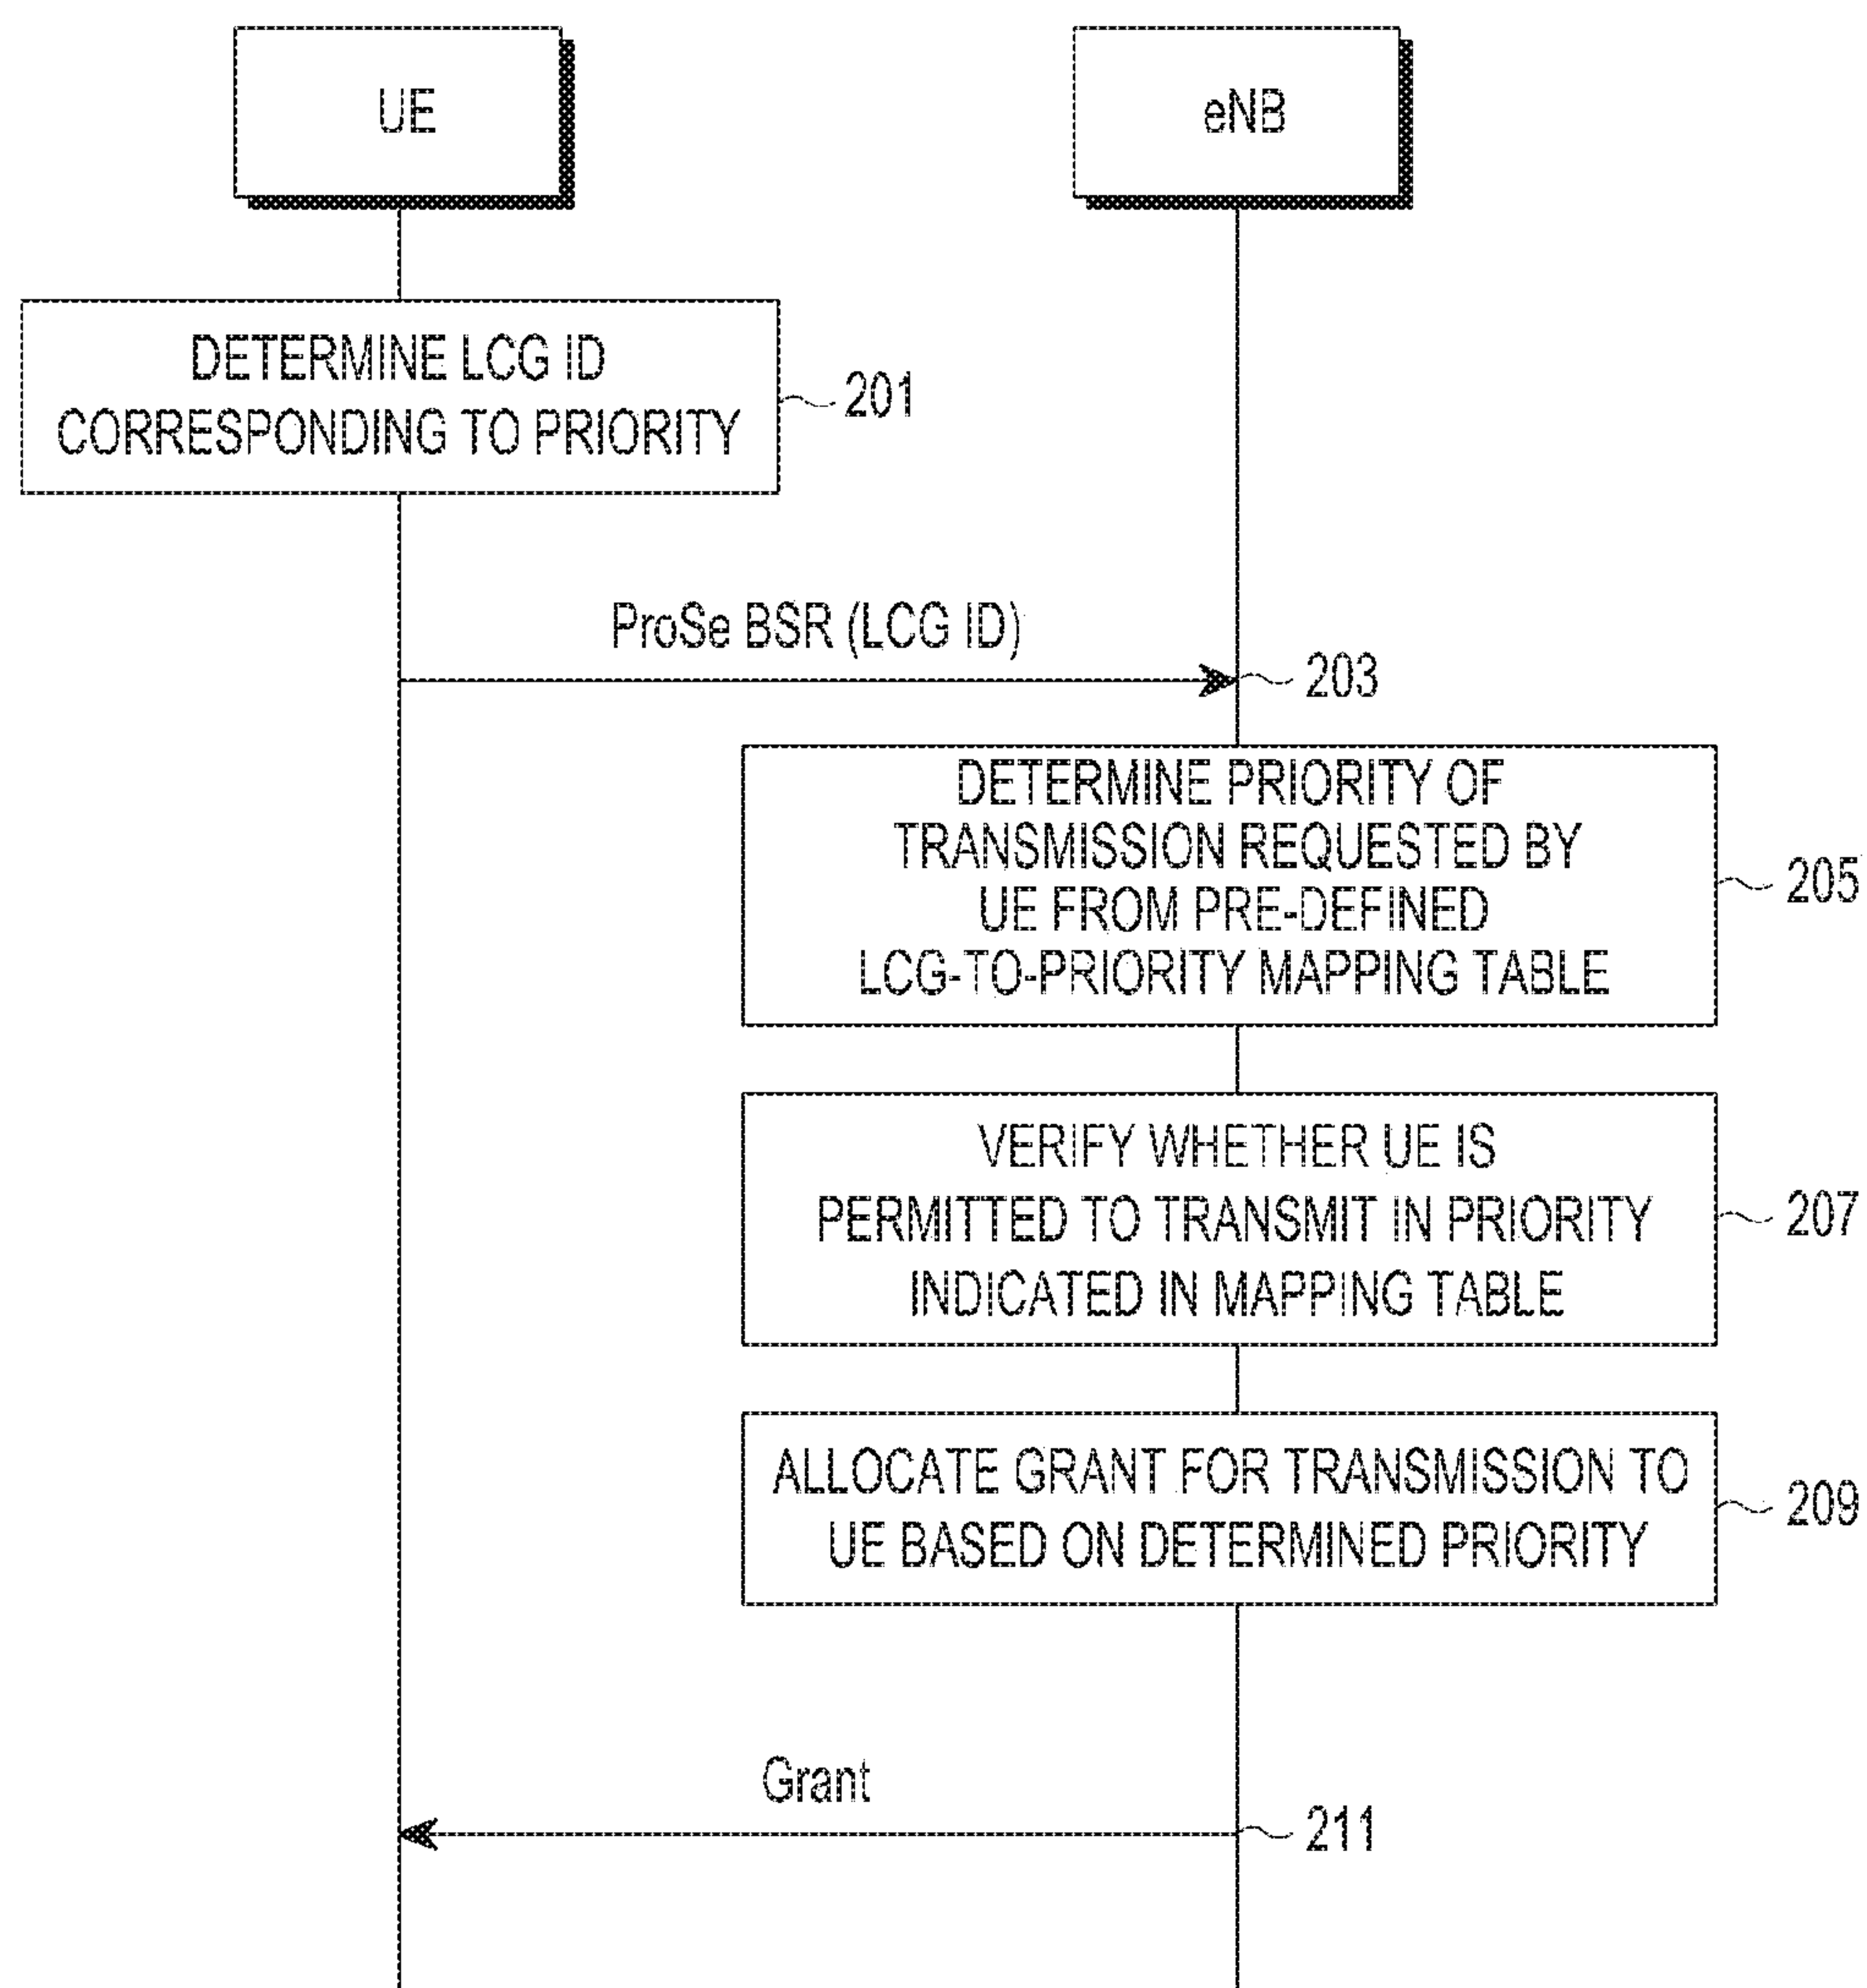 UE
eNB
DETERMINE LCG ID
CORRESPONDING TO PRIORITY
201
ProSe BSR (LCG ID)
203
DETERMINE PRIORITY OF
TRANSMISSION REQUESTED BY
UE FROM PRE-DEFINED
LCG-TO-PRIORITY MAPPING TABLE
205
VERIFY WHETHER UE IS
PERMITTED TO TRANSMIT IN PRIORITY
INDICATED IN MAPPING TABLE
207
ALLOCATE GRANT FOR TRANSMISSION TO
UE BASED ON DETERMINED PRIORITY
209
Grant
211